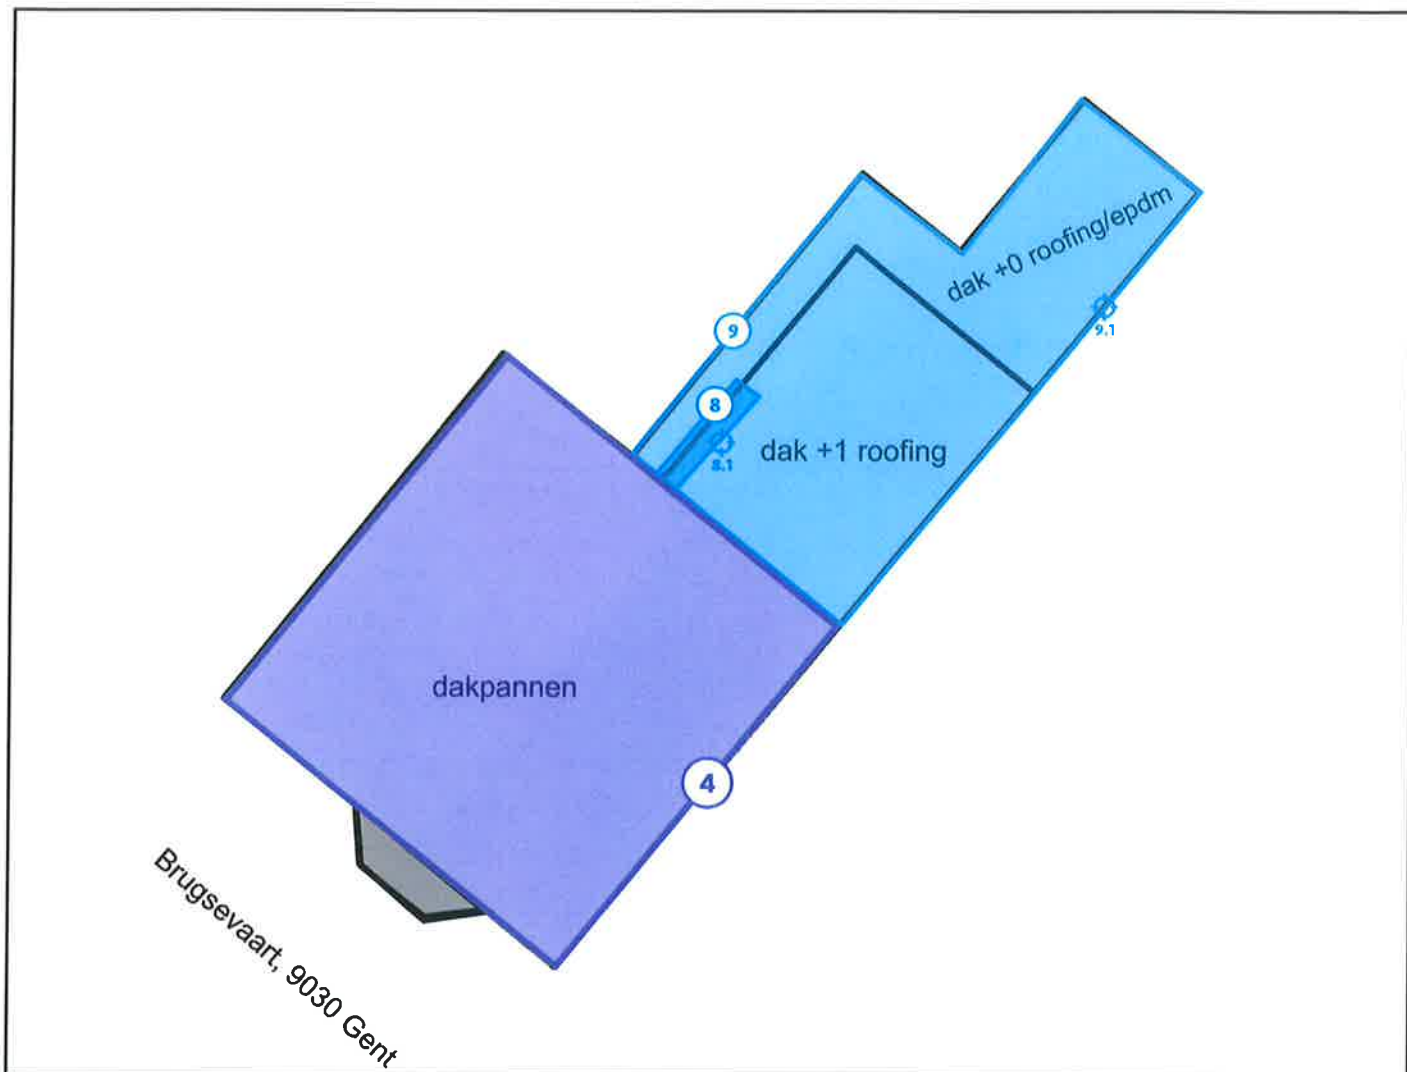 dak +0 roofing/epdm
9.1
9
8
8.1
dak +1 roofing
dakpannen
4
Brugsevaart, 9030 Gent